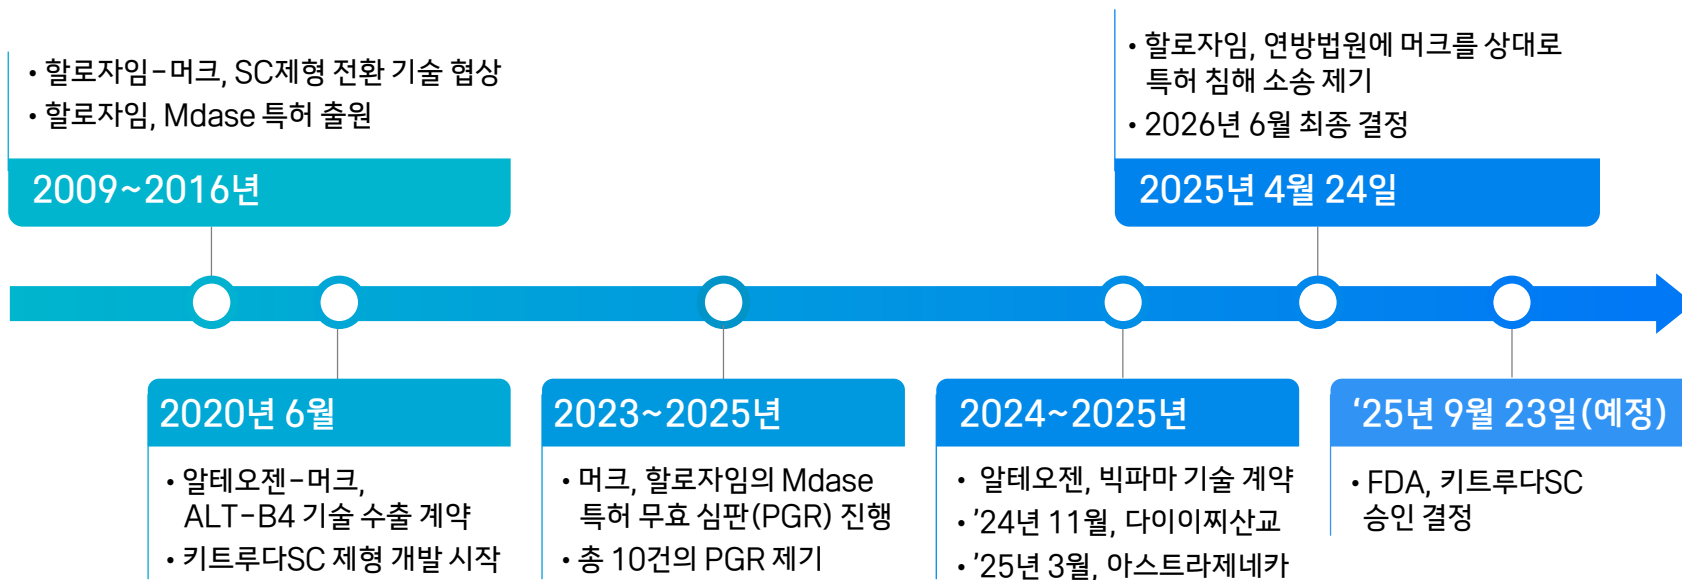 • 할로자임-머크, SC제형 전환 기술 협상
• 할로자임, Mdase 특허 출원
2009~2016년
• 할로자임, 연방법원에 머크를 상대로
특허 침해 소송 제기
• 2026년 6월 최종 결정
2025년 4월 24일
2020년 6월
• 알테오젠-머크,
ALT-B4 기술 수출 계약
• 키트루다SC 제형 개발 시작
2023~2025년
• 머크, 할로자임의 Mdase
특허 무효 심판(PGR) 진행
• 총 10건의 PGR 제기
2024~2025년
• 알테오젠, 빅파마 기술 계약
• ’24년 11월, 다이이찌산교
• ’25년 3월, 아스트라제네카
‘25년 9월 23일(예정)
• FDA, 키트루다SC
승인 결정